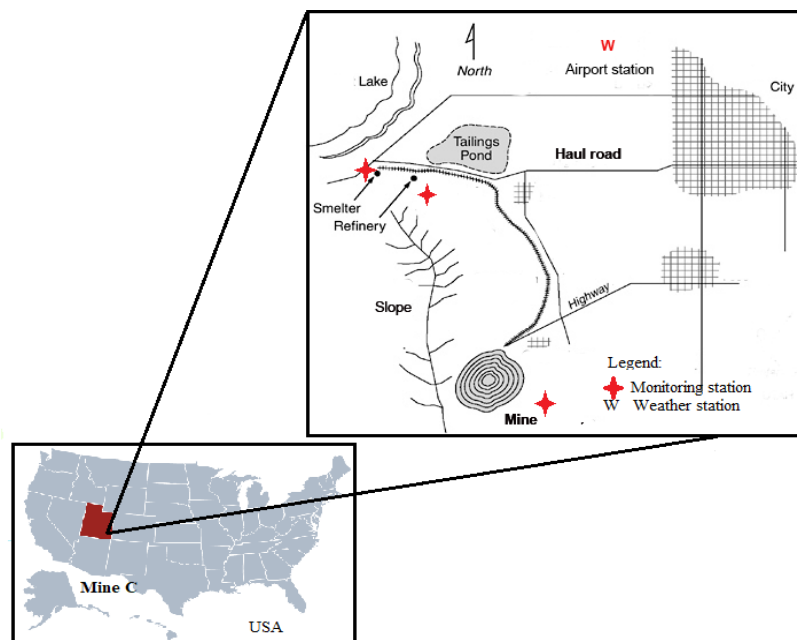 W
North
Airport station
City
Lake
Tailings
Pond
Haul road
Smelter
Refinery
Slope
Highway
Legend:
Monitoring station
W Weather station
Mine
Mine C
USA